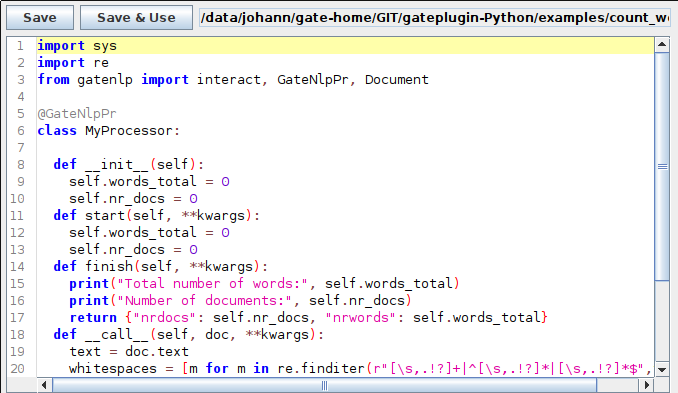 Save Save & Use /data/johann/gate-home/GIT/gateplugin-Python/examples/count_wo
1 import sys
2 import re
3 from gatenlp import interact, GateNlpPr, Document
4
5 @GateNlpPr
6 class MyProcessor:
7
8   def __init__(self):
9     self.words_total = 0
10     self.nr_docs = 0
11   def start(self, **kwargs):
12     self.words_total = 0
13     self.nr_docs = 0
14   def finish(self, **kwargs):
15     print("Total number of words:", self.words_total)
16     print("Number of documents:", self.nr_docs)
17     return {"nrdocs": self.nr_docs, "nrwords": self.words_total}
18   def __call__(self, doc, **kwargs):
19     text = doc.text
20     whitespaces = [m for m in re.finditer(r"[\s,.!?]+|^[\s,.!?]*|[\s,.!?]*$",